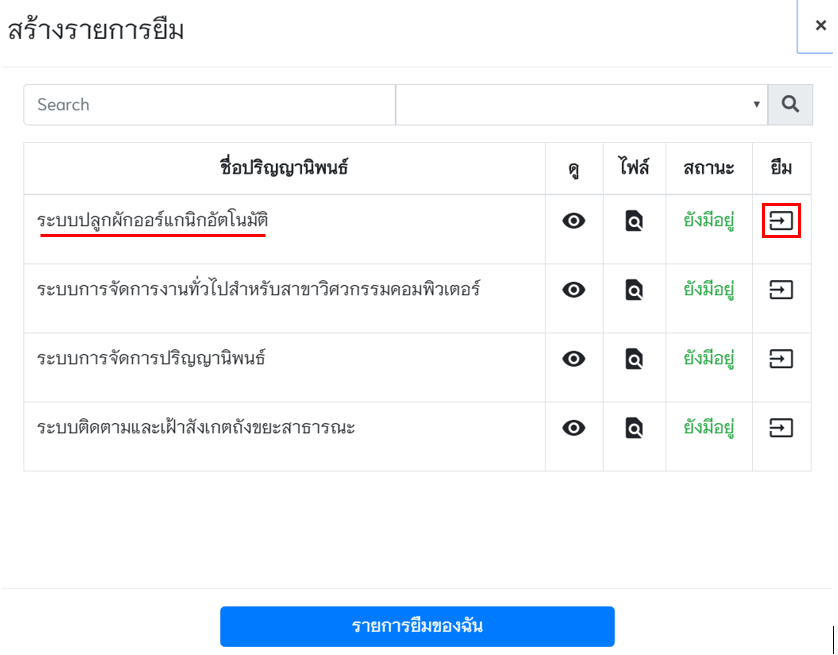 สร้างรายการยืม
×
Search
ชื่อปริญญานิพนธ์ ดู ไฟล์ สถานะ ยืม
ระบบปลูกผักออร์แกนิกอัตโนมัติ ยังมีอยู่
ระบบการจัดการงานทั่วไปสำหรับสาขาวิศวกรรมคอมพิวเตอร์ ยังมีอยู่
ระบบการจัดการปริญญานิพนธ์ ยังมีอยู่
ระบบติดตามและเฝ้าสังเกตถังขยะสาธารณะ ยังมีอยู่
รายการยืมของฉัน